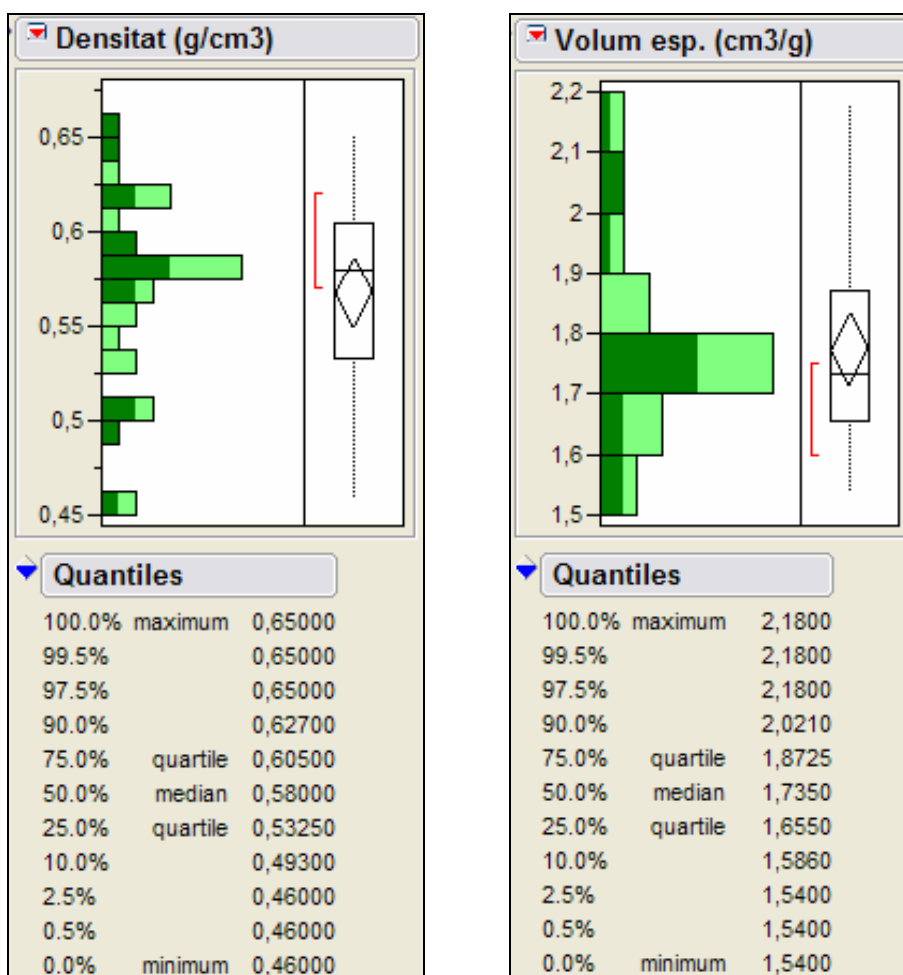 Densitat (g/cm3)
0,65
0,6
0,55
0,5
0,45
Quantiles
100.0% maximum 0,65000
99.5% 0,65000
97.5% 0,65000
90.0% 0,62700
75.0% quartile 0,60500
50.0% median 0,58000
25.0% quartile 0,53250
10.0% 0,49300
2.5% 0,46000
0.5% 0,46000
0.0% minimum 0,46000
Volum esp. (cm3/g)
2,2
2,1
2
1,9
1,8
1,7
1,6
1,5
Quantiles
100.0% maximum 2,1800
99.5% 2,1800
97.5% 2,1800
90.0% 2,0210
75.0% quartile 1,8725
50.0% median 1,7350
25.0% quartile 1,6550
10.0% 1,5860
2.5% 1,5400
0.5% 1,5400
0.0% minimum 1,5400